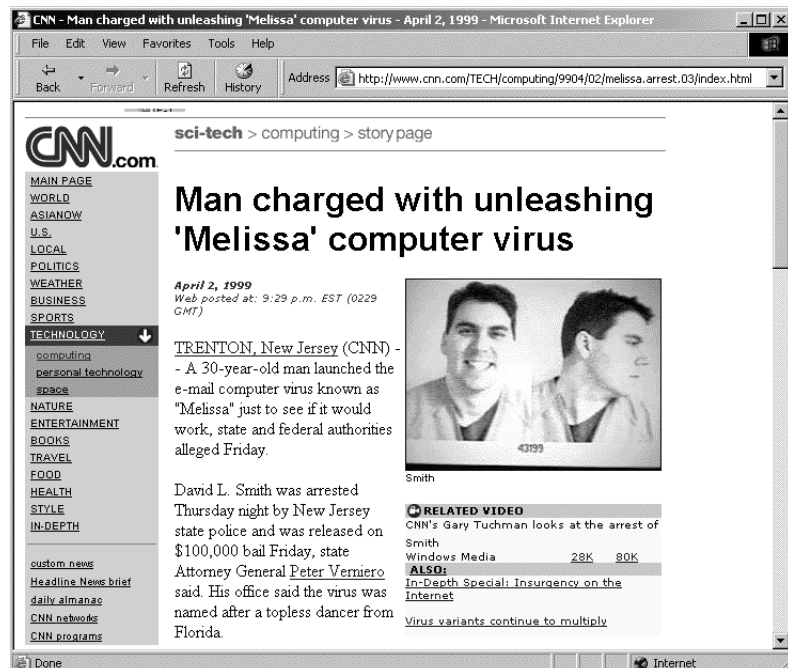 CNN - Man charged with unleashing 'Melissa' computer virus - April 2, 1999 - Microsoft Internet Explorer
File Edit View Favorites Tools Help
Back Forward Refresh History Address http://www.cnn.com/TECH/computing/9904/02/melissa.arrest.03/index.html
CNN.com
sci-tech > computing > story page
MAIN PAGE
WORLD
ASIANOW
U.S.
LOCAL
POLITICS
WEATHER
BUSINESS
SPORTS
TECHNOLOGY
computing
personal technology
space
NATURE
ENTERTAINMENT
BOOKS
TRAVEL
FOOD
HEALTH
STYLE
IN-DEPTH
custom news
Headline News brief
daily almanac
CNN networks
CNN programs
Man charged with unleashing
'Melissa' computer virus
April 2, 1999
Web posted at: 9:29 p.m. EST (0229
GMT)
TRENTON, New Jersey (CNN) -
- A 30-year-old man launched the
e-mail computer virus known as
"Melissa" just to see if it would
work, state and federal authorities
alleged Friday.
David L. Smith was arrested
Thursday night by New Jersey
state police and was released on
$100,000 bail Friday, state
Attorney General Peter Verniero
said. His office said the virus was
named after a topless dancer from
Florida.
43199
Smith
RELATED VIDEO
CNN's Gary Tuchman looks at the arrest of
Smith
Windows Media 28K 80K
ALSO:
In-Depth Special: Insurgency on the
Internet
Virus variants continue to multiply
Done Internet